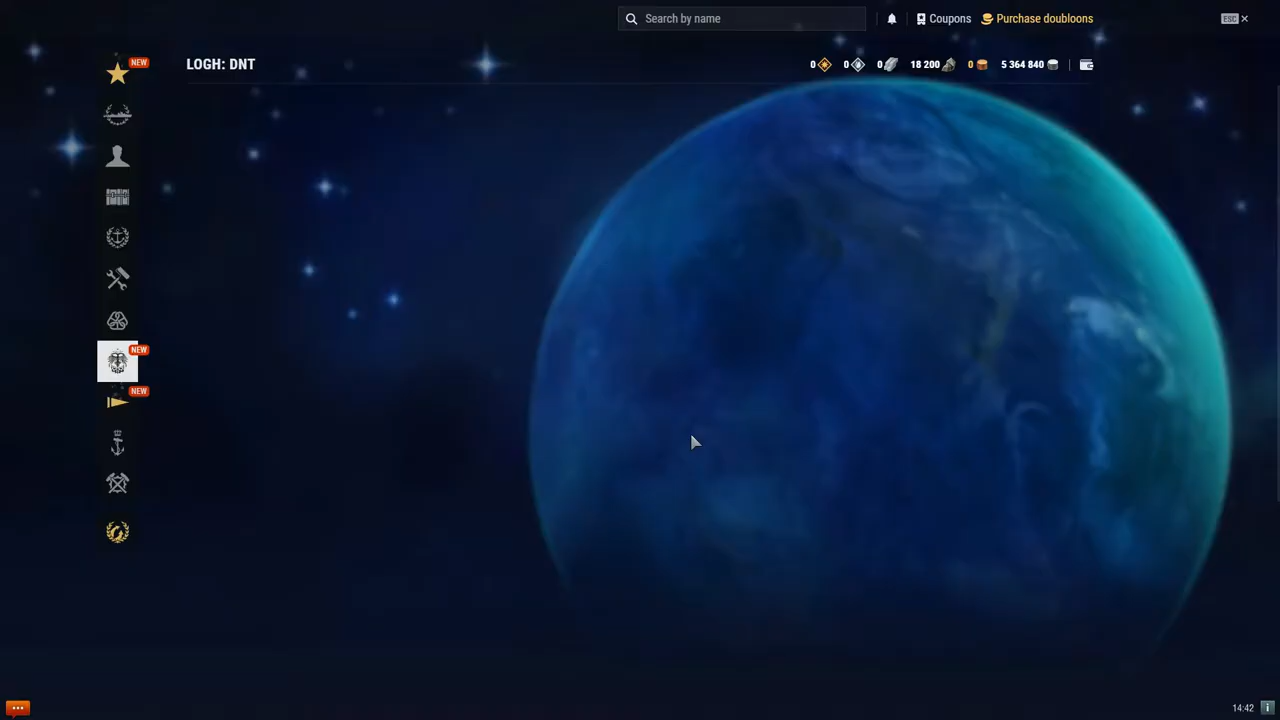 Search by name
Coupons
Purchase doubloons
ESC
NEW
LOGH: DNT
0
0
0
18 200
0
5 364 840
NEW
NEW
14:42